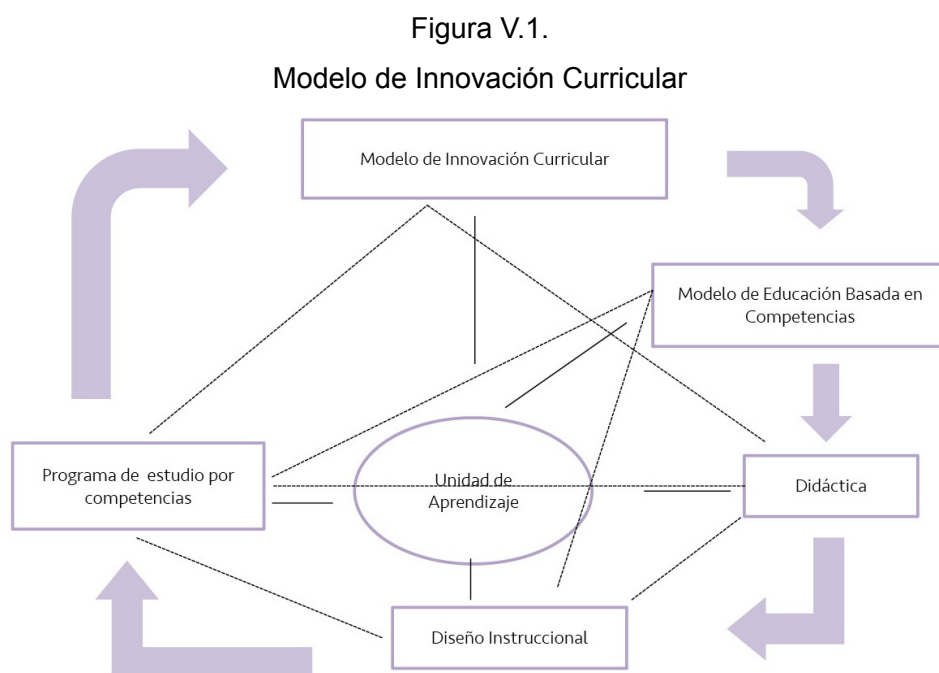 Figura V.1.
Modelo de Innovación Curricular
Modelo de Innovación Curricular
Modelo de Educación Basada en
Competencias
Programa de estudio por
competencias
Unidad de
Aprendizaje
Didáctica
Diseño Instruccional